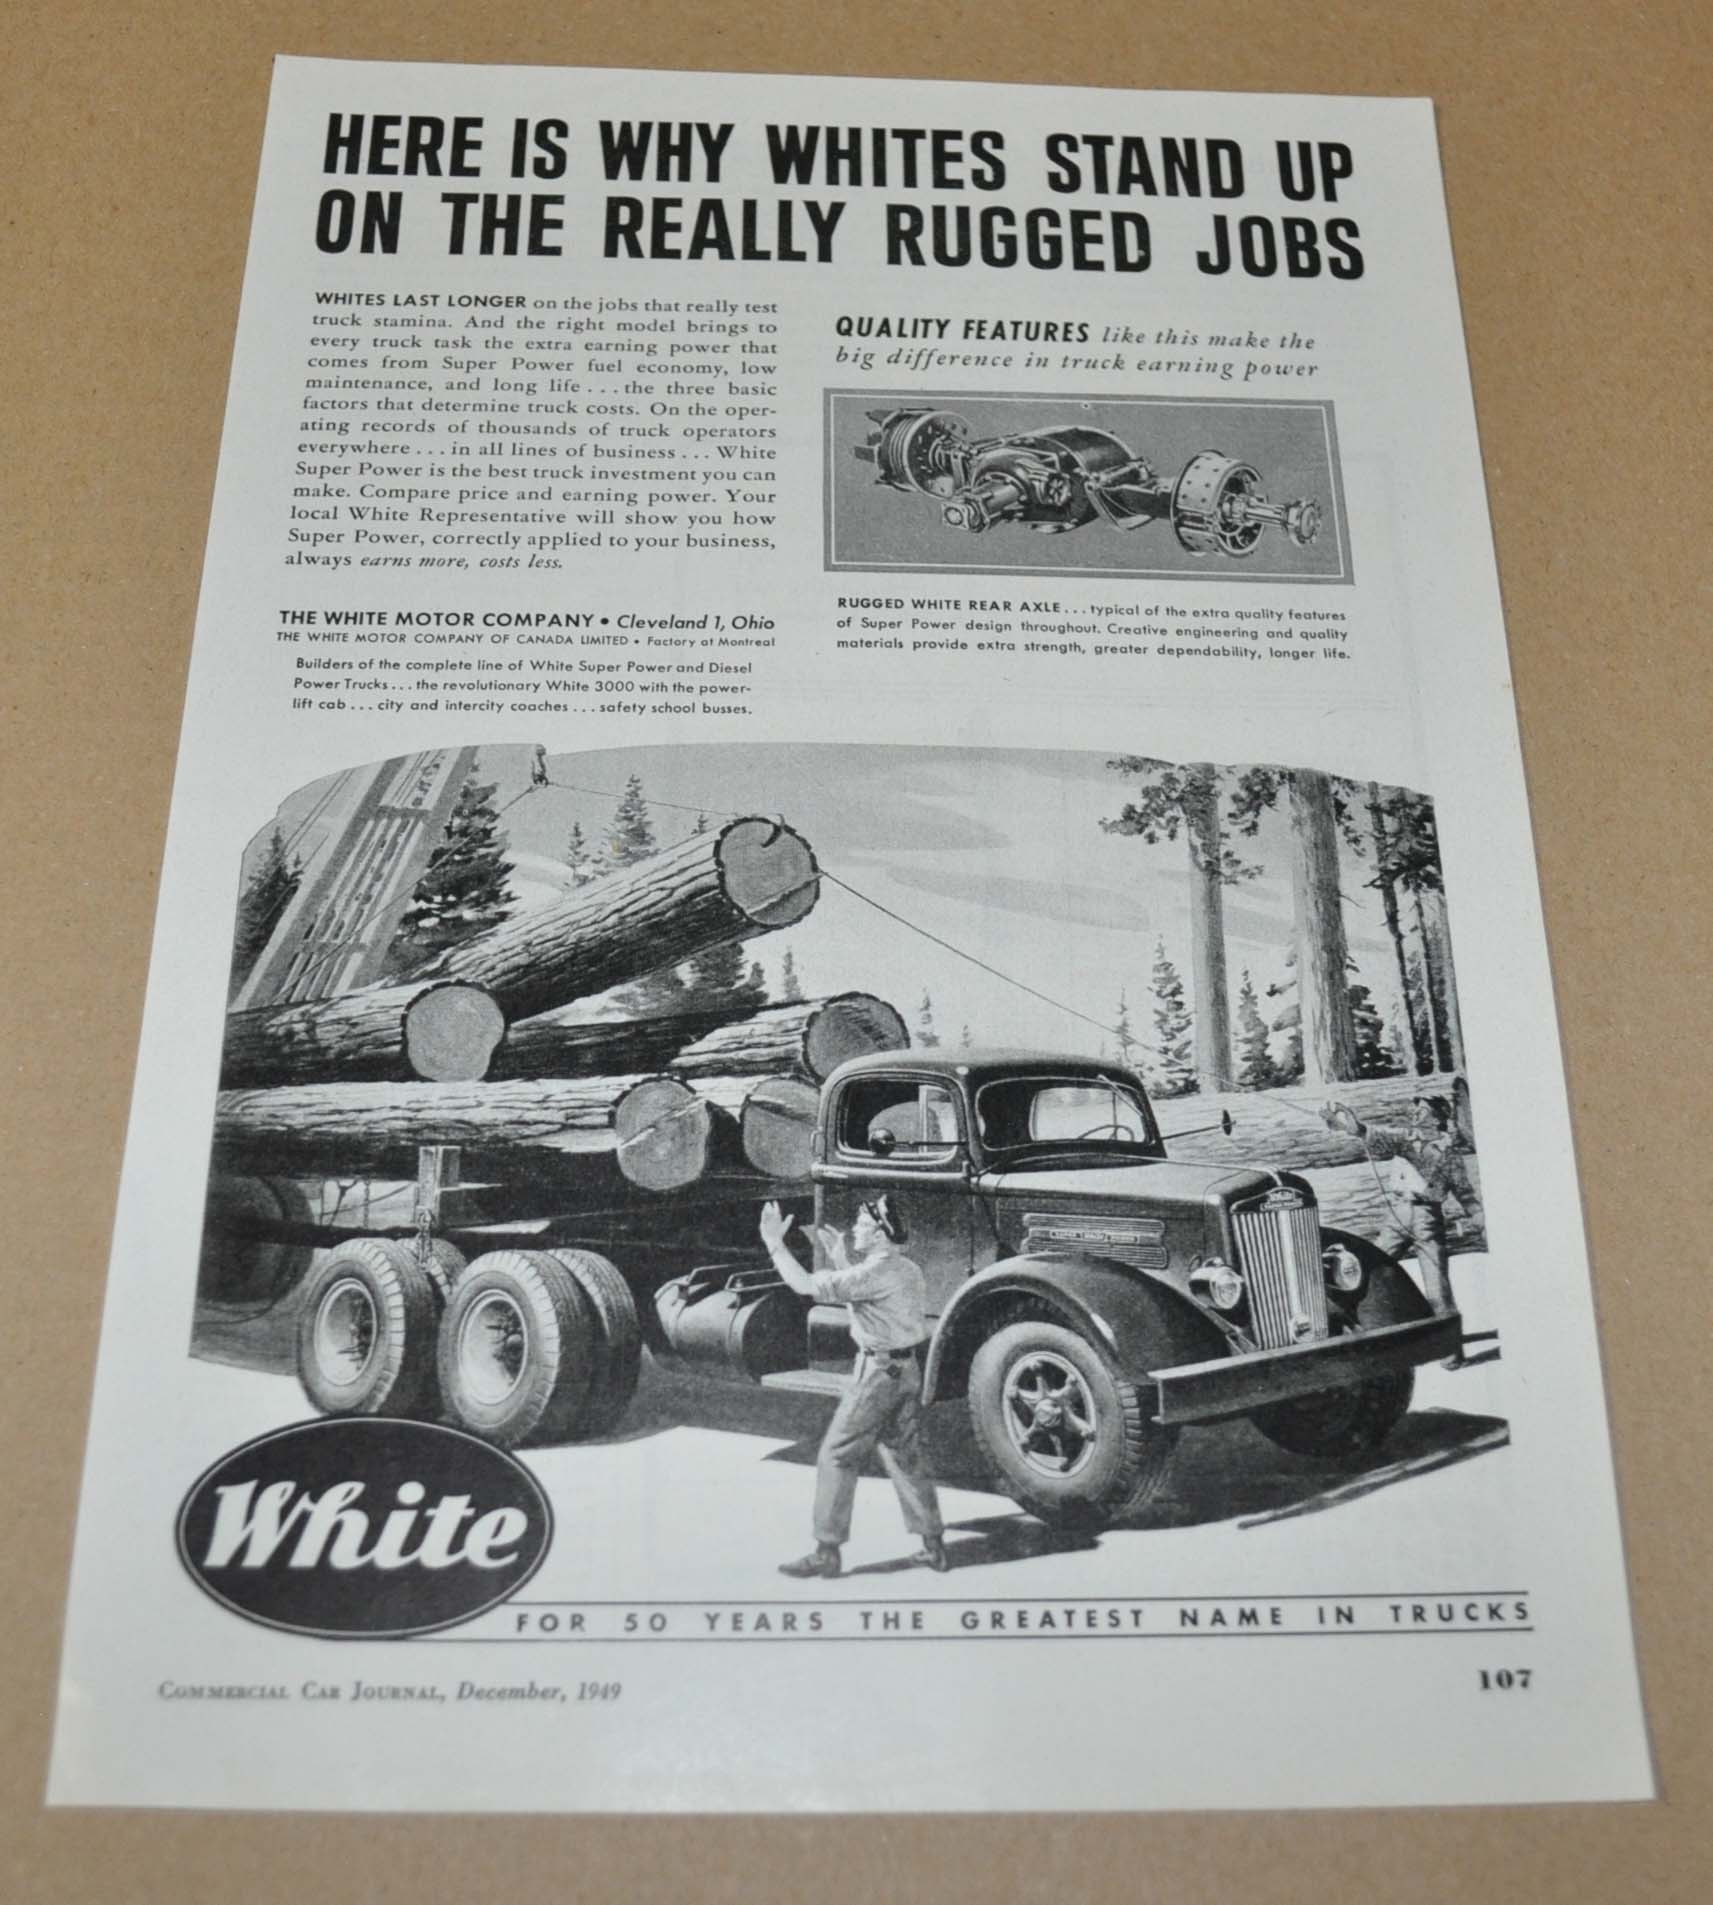 HERE IS WHY WHITES STAND UP
ON THE REALLY RUGGED JOBS
WHITES LAST LONGER on the jobs that really test
truck stamina. And the right model brings to
every truck task the extra earning power that
comes from Super Power fuel economy, low
maintenance, and long life...the three basic
factors that determine truck costs. On the oper-
ating records of thousands of truck operators
everywhere...in all lines of business...White
Super Power is the best truck investment you can
make. Compare price and earning power. Your
local White Representative will show you how
Super Power, correctly applied to your business,
always earns more, costs less.
THE WHITE MOTOR COMPANY • Cleveland 1, Ohio
THE WHITE MOTOR COMPANY OF CANADA LIMITED • Factory at Montreal
Builders of the complete line of White Super Power and Diesel
Power Trucks...the revolutionary White 3000 with the power-
lift cab...city and intercity coaches...safety school busses.
QUALITY FEATURES like this make the
big difference in truck earning power
RUGGED WHITE REAR AXLE...typical of the extra quality features
of Super Power design throughout. Creative engineering and quality
materials provide extra strength, greater dependability, longer life.
White
FOR 50 YEARS THE GREATEST NAME IN TRUCKS
COMMERCIAL CAR JOURNAL, December, 1949
107